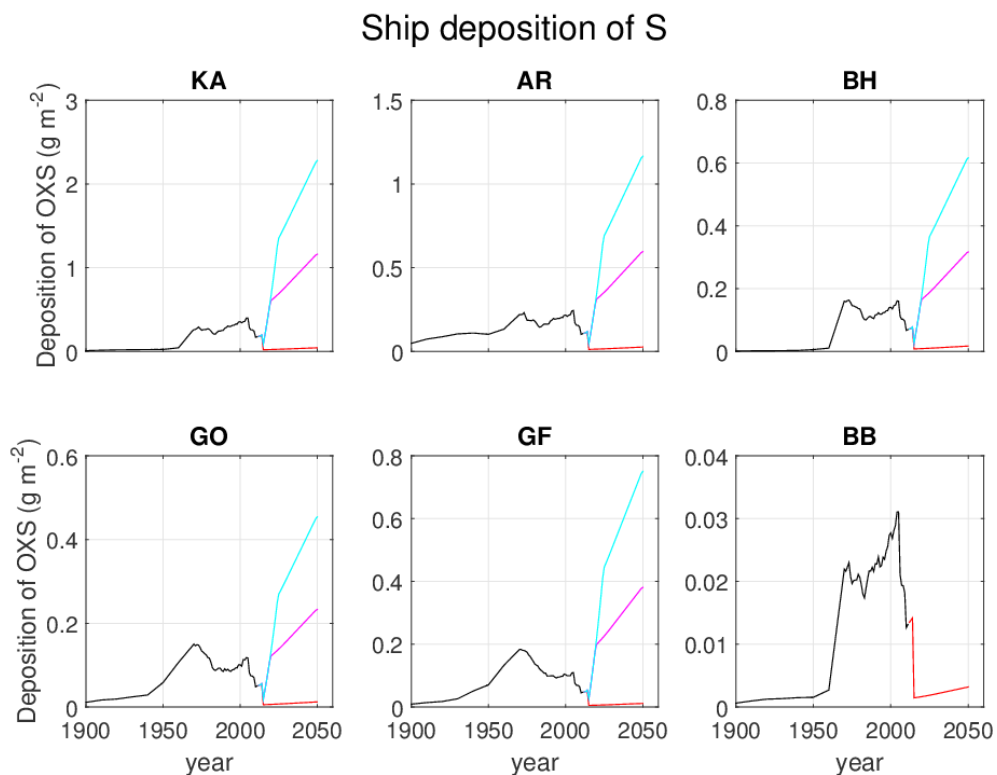 Ship deposition of S
KA
AR
BH
Deposition of OXS (g m⁻²)
3
2
1
0
1.5
1
0.5
0
0.8
0.6
0.4
0.2
0
GO
GF
BB
Deposition of OXS (g m⁻²)
0.6
0.4
0.2
0
0.8
0.6
0.4
0.2
0
0.04
0.03
0.02
0.01
0
1900 1950 2000 2050
1900 1950 2000 2050
1900 1950 2000 2050
year
year
year